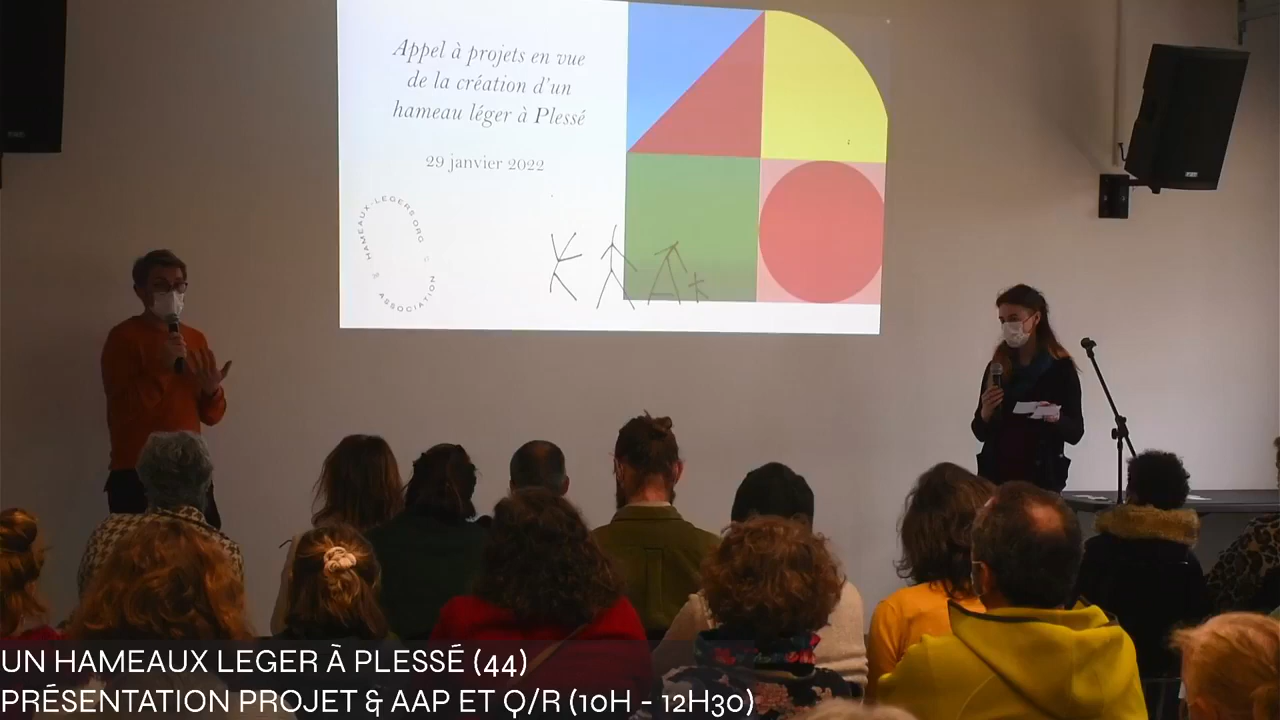 Appel à projets en vue
de la création d'un
hameau léger à Plessé
29 janvier 2022
HAMEAUX-LEGERS.ORG
ASSOCIATION
UN HAMEAUX LEGER À PLESSÉ (44)
PRÉSENTATION PROJET & AAP ET Q/R (10H - 12H30)